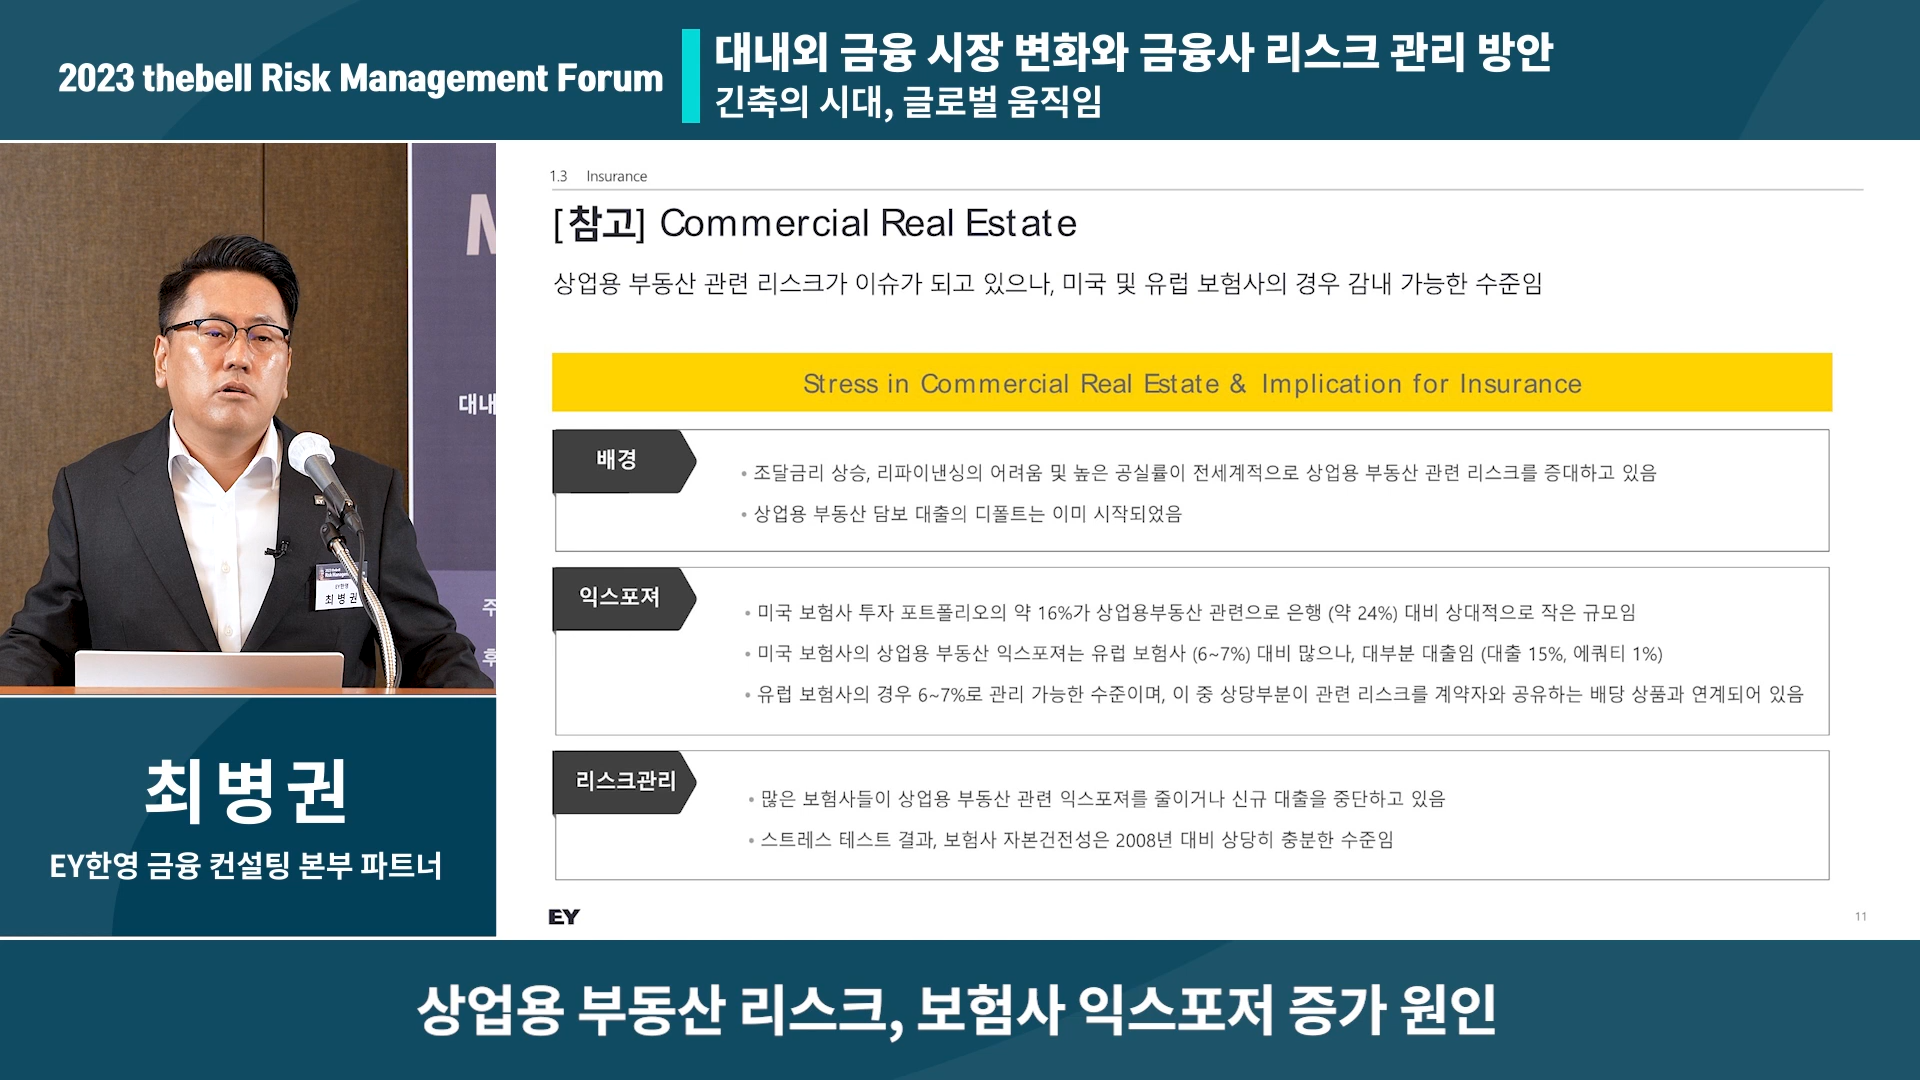 2023 thebell Risk Management Forum
대내외 금융 시장 변화와 금융사 리스크 관리 방안
긴축의 시대, 글로벌 움직임
M
대내
주
후
EY
EY한영
최병권
최병권
EY한영 금융 컨설팅 본부 파트너
1.3 Insurance
[참고] Commercial Real Estate
상업용 부동산 관련 리스크가 이슈가 되고 있으나, 미국 및 유럽 보험사의 경우 감내 가능한 수준임
Stress in Commercial Real Estate & Implication for Insurance
배경
• 조달금리 상승, 리파이낸싱의 어려움 및 높은 공실률이 전세계적으로 상업용 부동산 관련 리스크를 증대하고 있음
• 상업용 부동산 담보 대출의 디폴트는 이미 시작되었음
익스포져
• 미국 보험사 투자 포트폴리오의 약 16%가 상업용부동산 관련으로 은행 (약 24%) 대비 상대적으로 작은 규모임
• 미국 보험사의 상업용 부동산 익스포져는 유럽 보험사 (6~7%) 대비 많으나, 대부분 대출임 (대출 15%, 에쿼티 1%)
• 유럽 보험사의 경우 6~7%로 관리 가능한 수준이며, 이 중 상당부분이 관련 리스크를 계약자와 공유하는 배당 상품과 연계되어 있음
리스크관리
• 많은 보험사들이 상업용 부동산 관련 익스포져를 줄이거나 신규 대출을 중단하고 있음
• 스트레스 테스트 결과, 보험사 자본건전성은 2008년 대비 상당히 충분한 수준임
EY
11
상업용 부동산 리스크, 보험사 익스포저 증가 원인